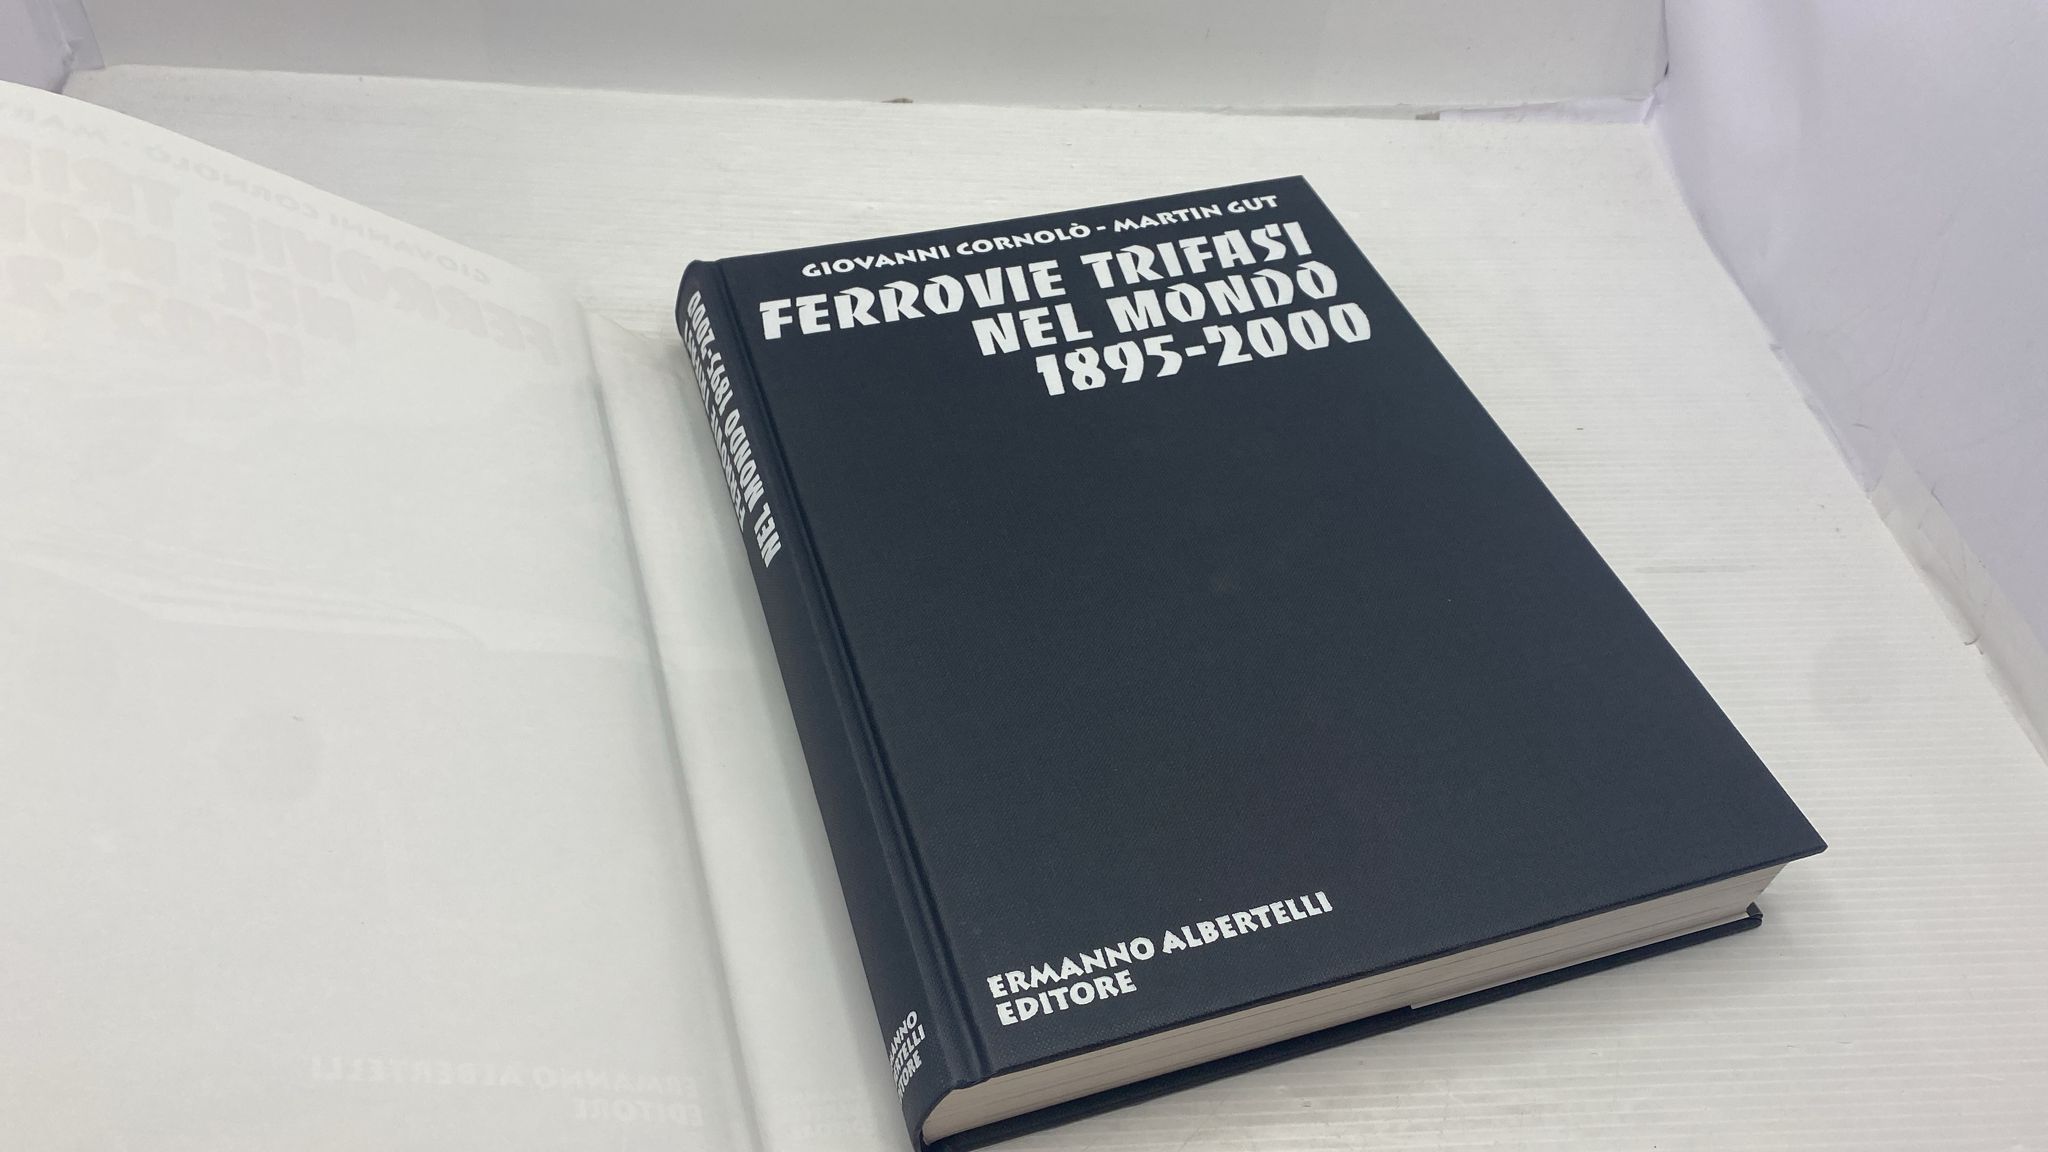 GIOVANNI CORNOLÒ - MARTIN GUT
FERROVIE TRIFASI
NEL MONDO
1895-2000
ERMANNO ALBERTELLI
EDITORE
FERROVIE TRIFASI
NEL MONDO 1895-2000